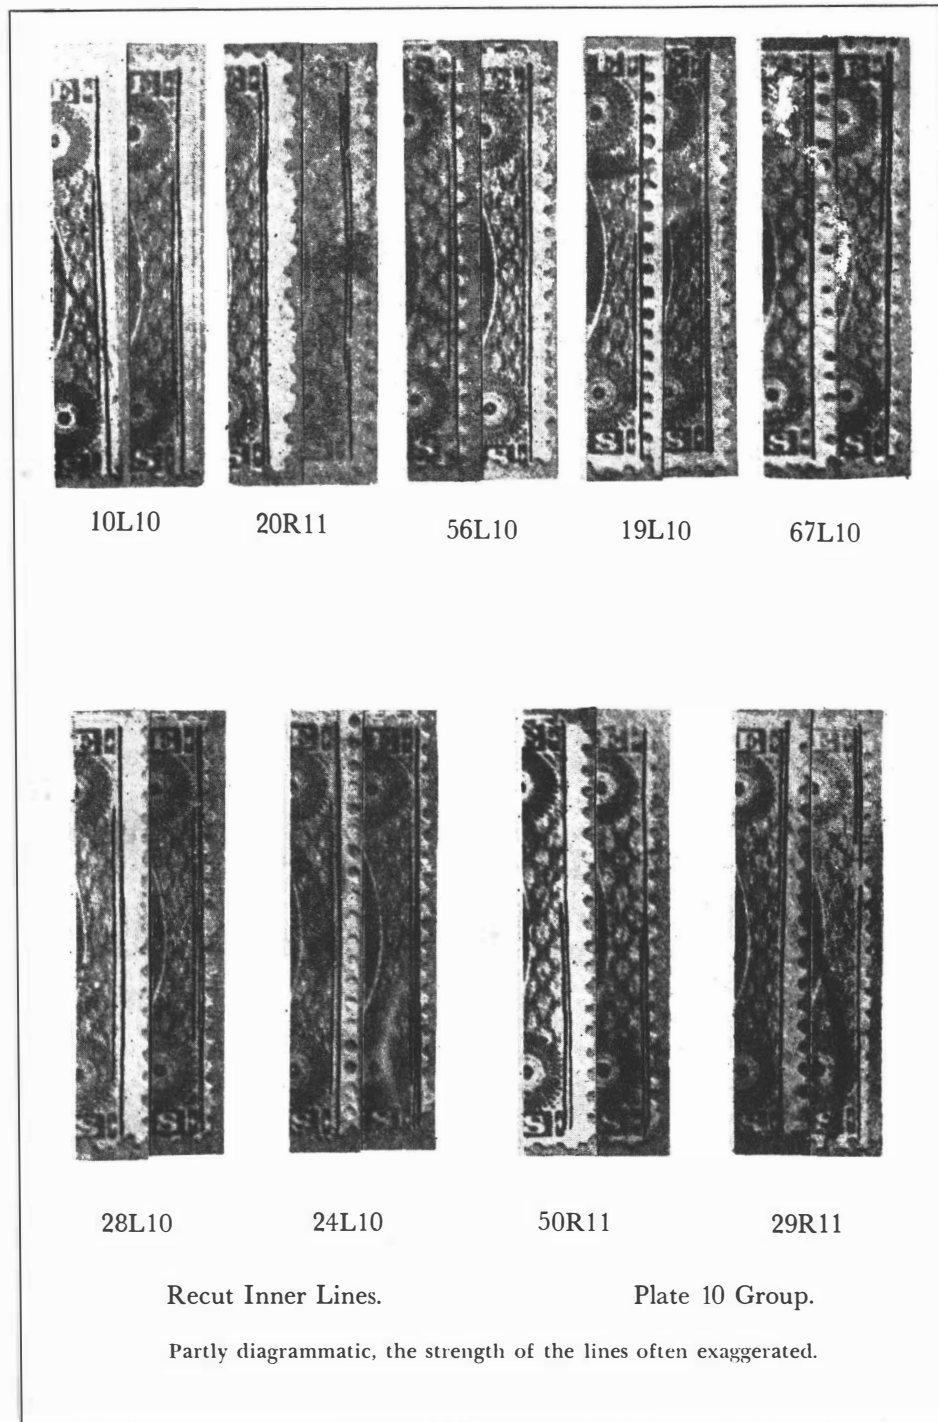 10L10 20R11 56L10 19L10 67L10
28L10 24L10 50R11 29R11
Recut Inner Lines. Plate 10 Group.
Partly diagrammatic, the strength of the lines often exaggerated.